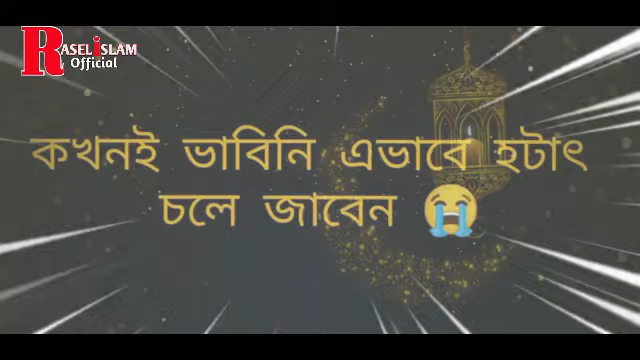 RASEL ISLAM
Official
কখনই ভাবিনি এভাবে হটাৎ
চলে জাবেন 😭